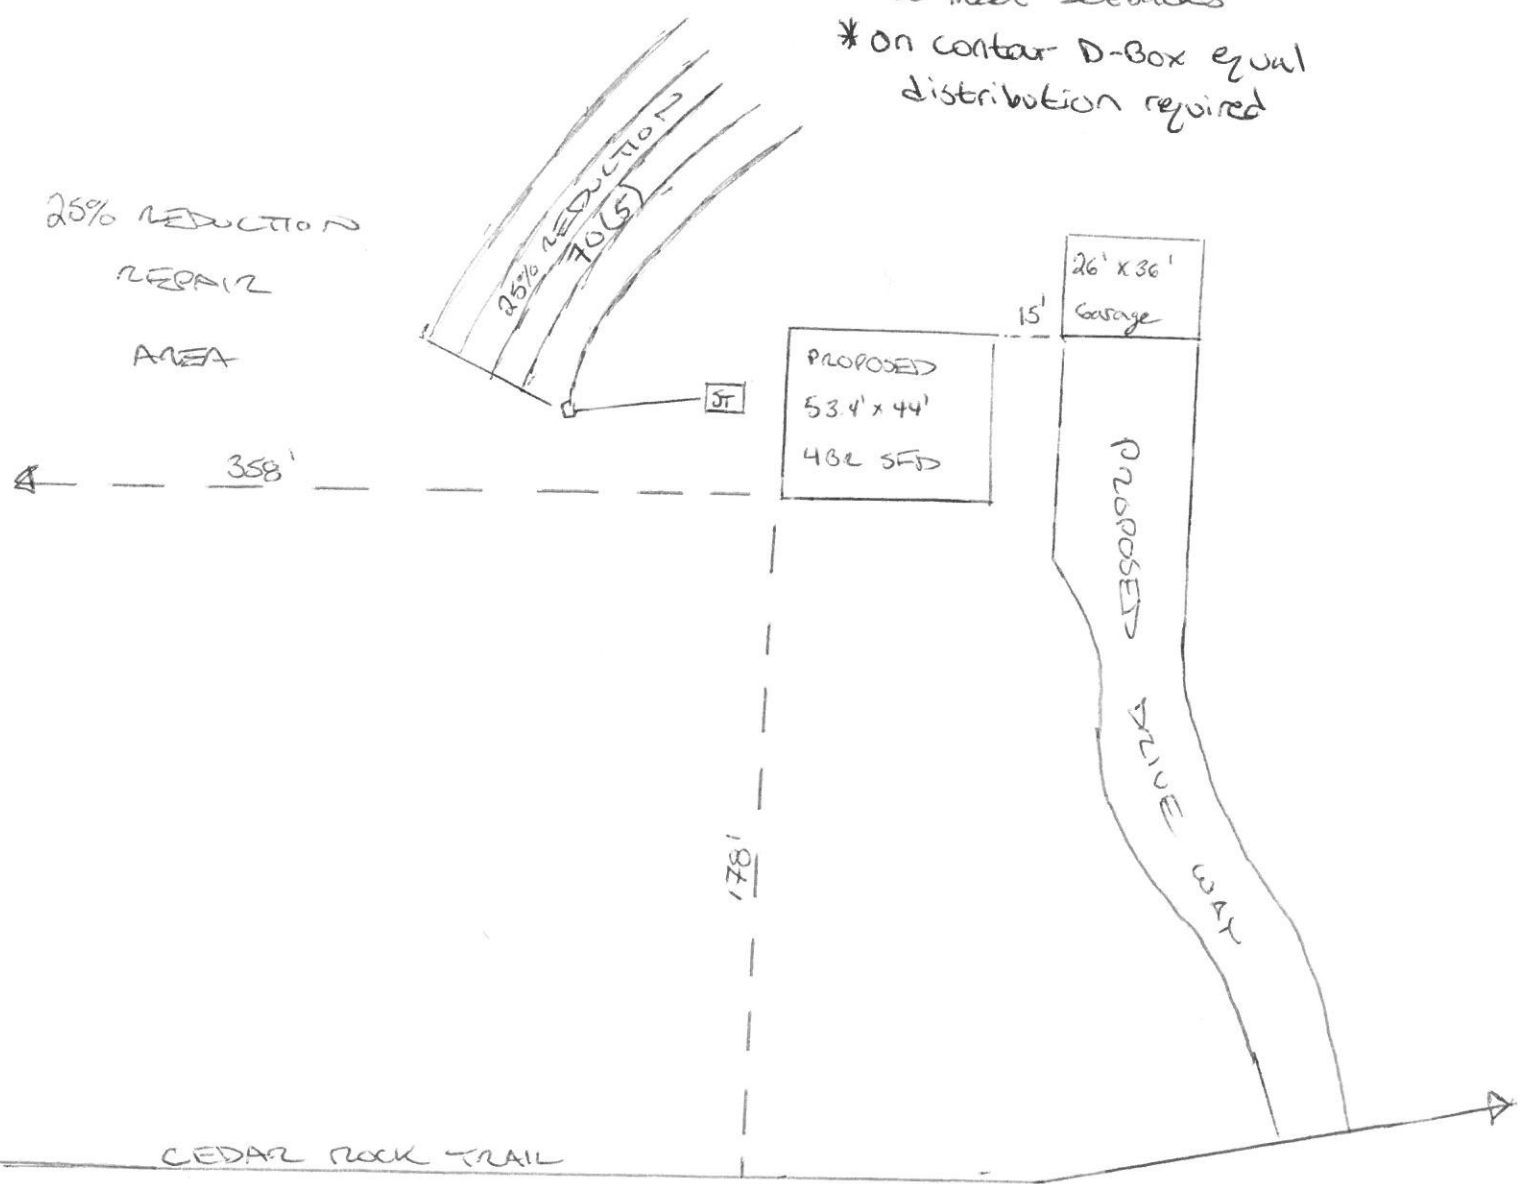 * on contour D-Box equal
distribution required
25% REDUCTION
REPAIR
AREA
25% REDUCTION
70(5)
26' x 36'
Garage
15'
PROPOSED
53.4' x 44'
4BR SFD
ST
358'
PROPOSED DRIVE WAY
178'
CEDAR ROCK TRAIL